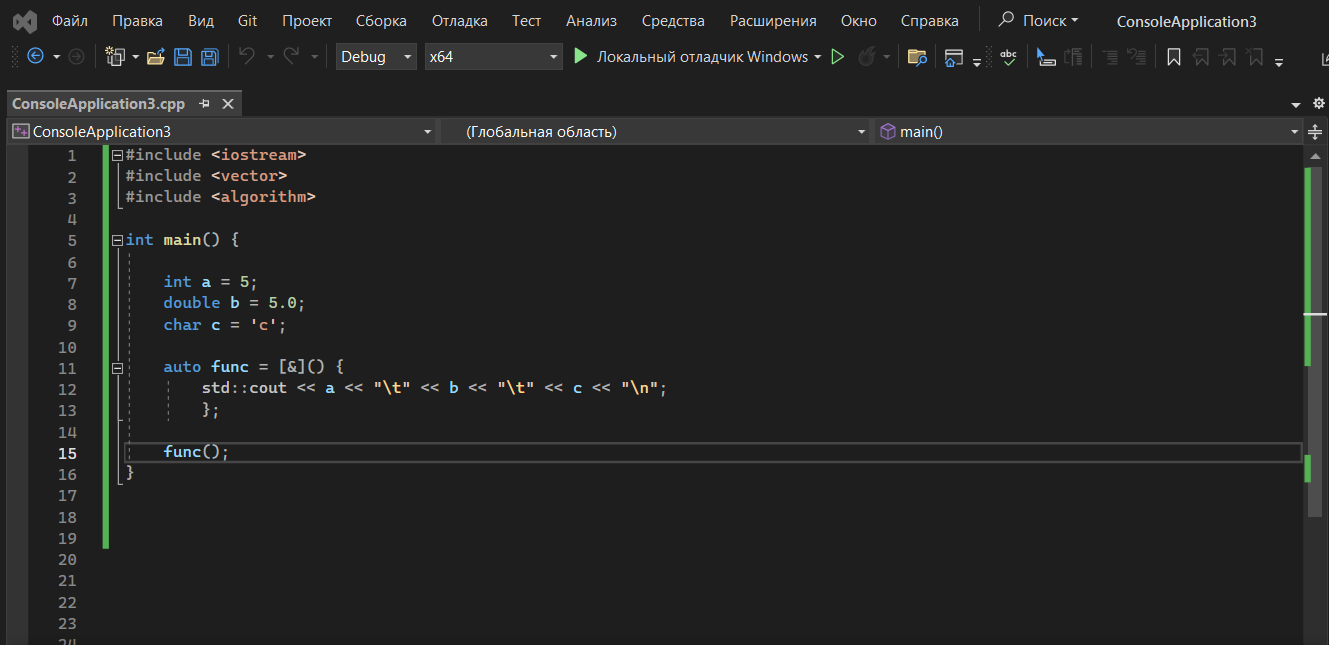 Файл Правка Вид Git Проект Сборка Отладка Тест Анализ Средства Расширения Окно Справка Поиск ConsoleApplication3
Debug x64 Локальный отладчик Windows abc
ConsoleApplication3.cpp
ConsoleApplication3 (Глобальная область) main()
1 #include <iostream>
2 #include <vector>
3 #include <algorithm>
4
5 int main() {
6
7 int a = 5;
8 double b = 5.0;
9 char c = 'c';
10
11 auto func = [&]() {
12 std::cout << a << "\t" << b << "\t" << c << "\n";
13 };
14
15 func();
16 }
17
18
19
20
21
22
23
24